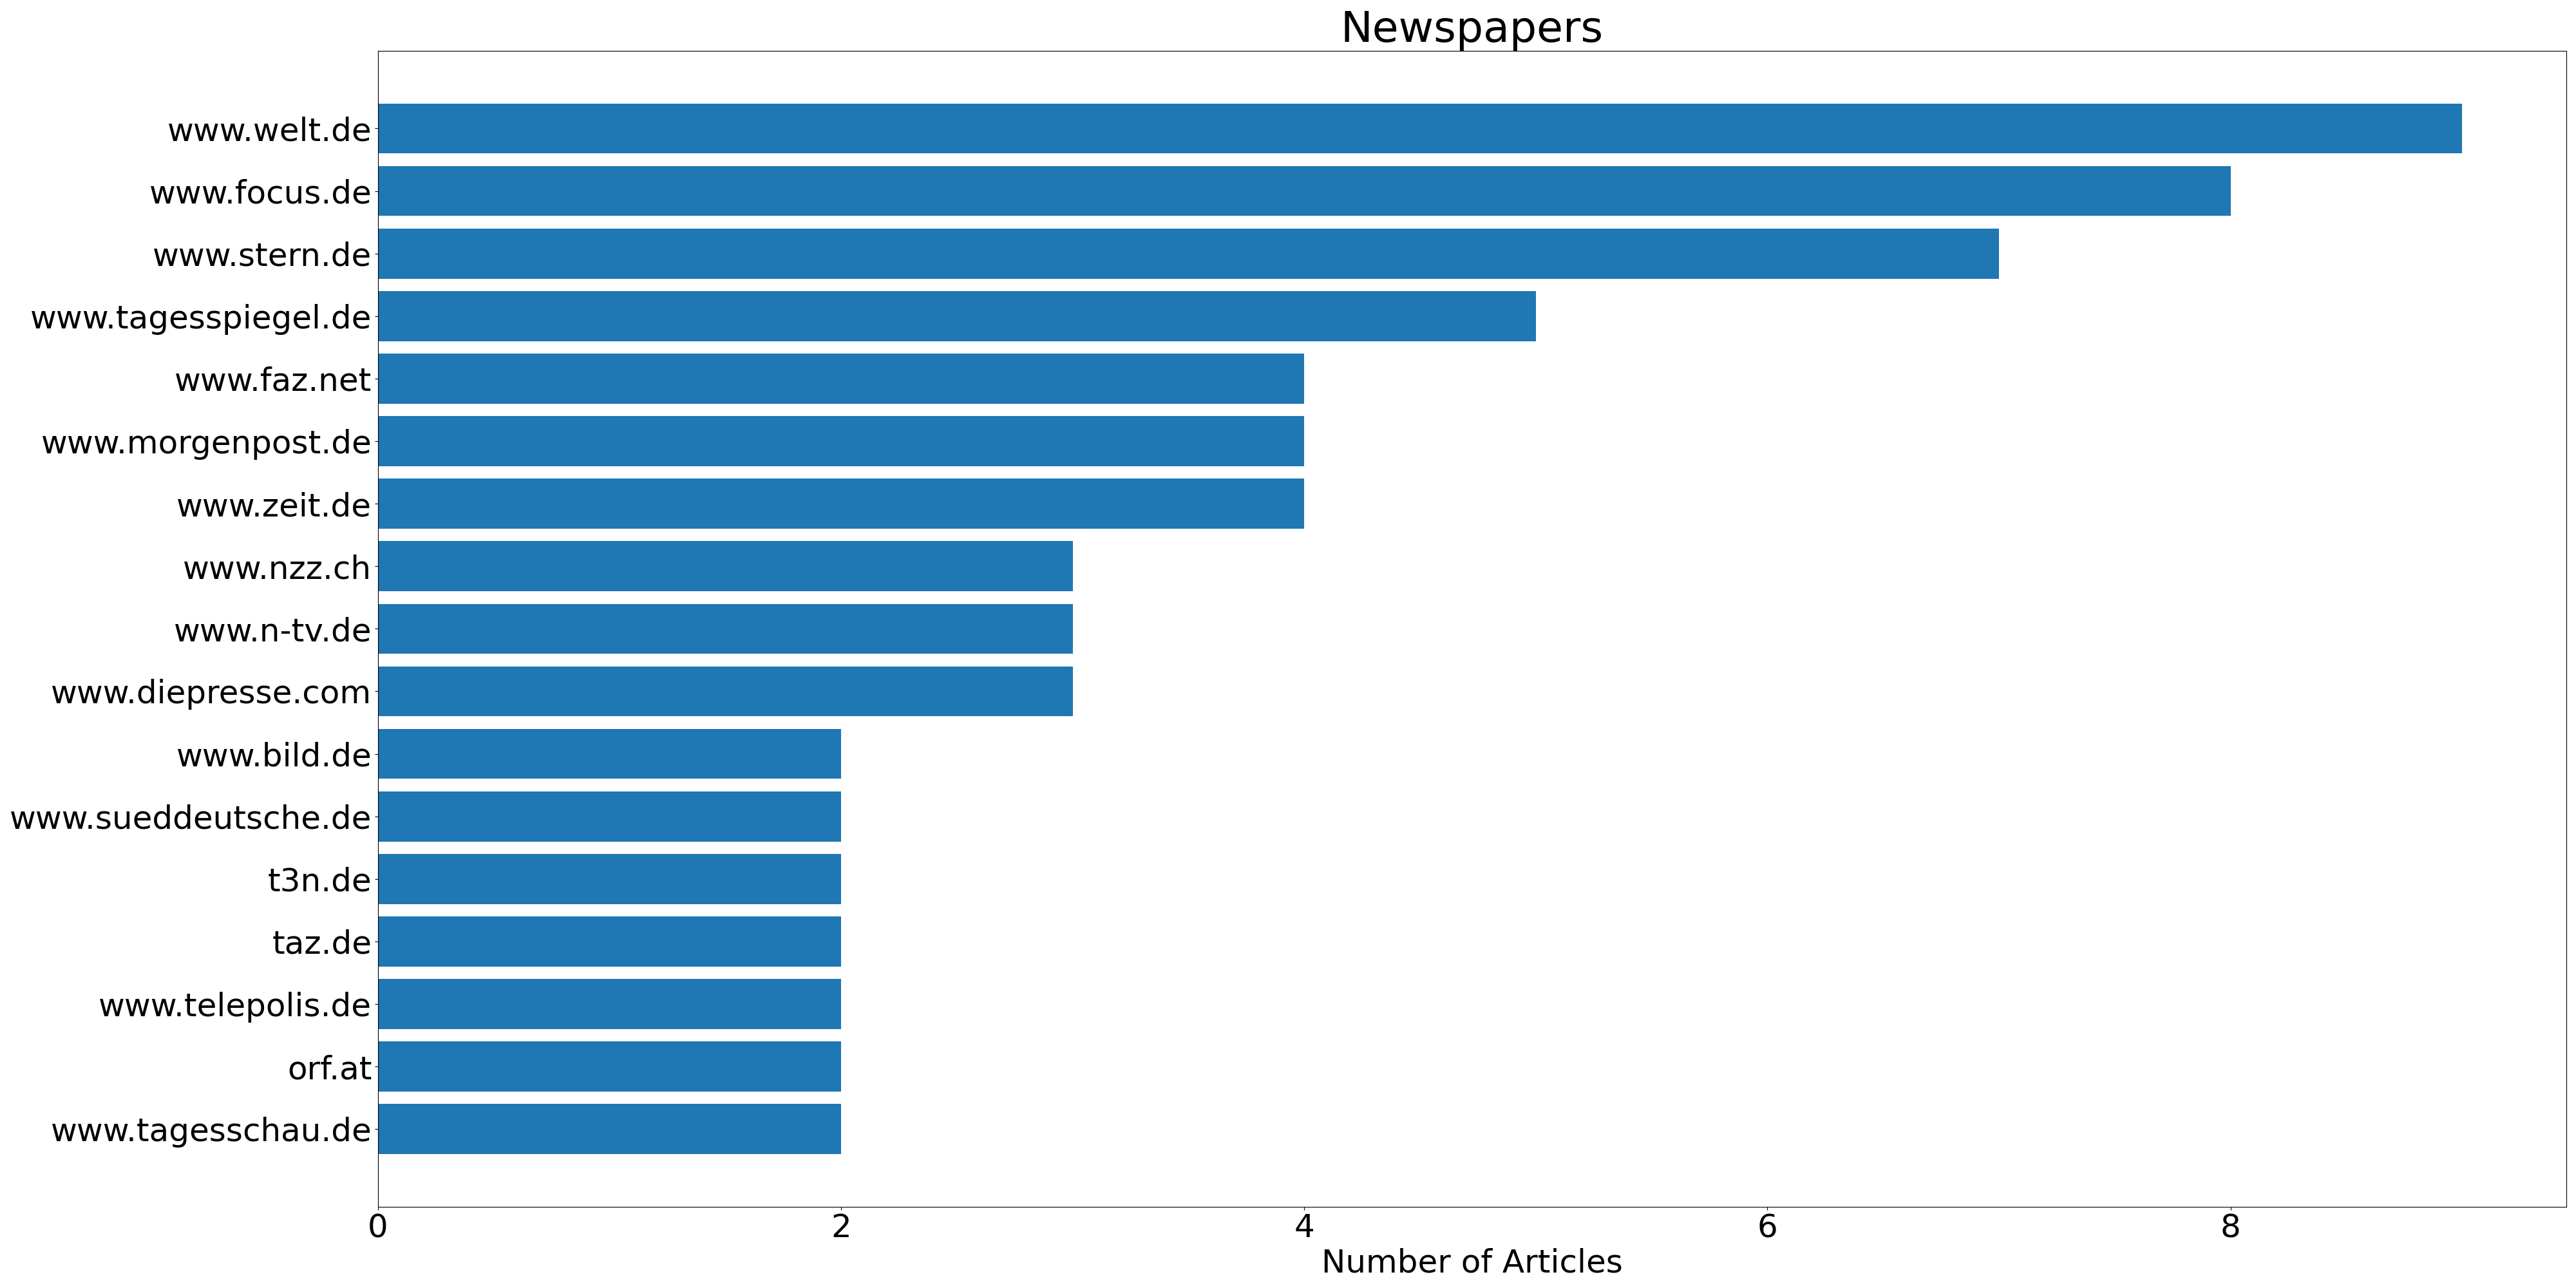 Newspapers
www.welt.de
www.focus.de
www.stern.de
www.tagesspiegel.de
www.faz.net
www.morgenpost.de
www.zeit.de
www.nzz.ch
www.n-tv.de
www.diepresse.com
www.bild.de
www.sueddeutsche.de
t3n.de
taz.de
www.telepolis.de
orf.at
www.tagesschau.de
0 2 4 6 8
Number of Articles